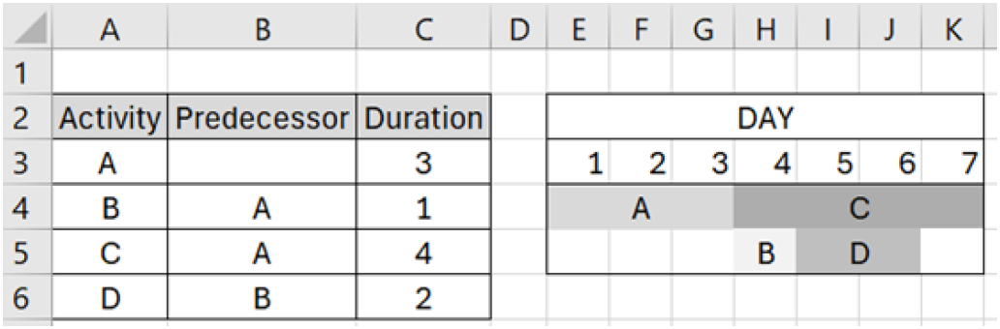 A B C D E F G H I J K
1
2 Activity Predecessor Duration DAY
3 A 3 1 2 3 4 5 6 7
4 B A 1 A C
5 C A 4 B D
6 D B 2